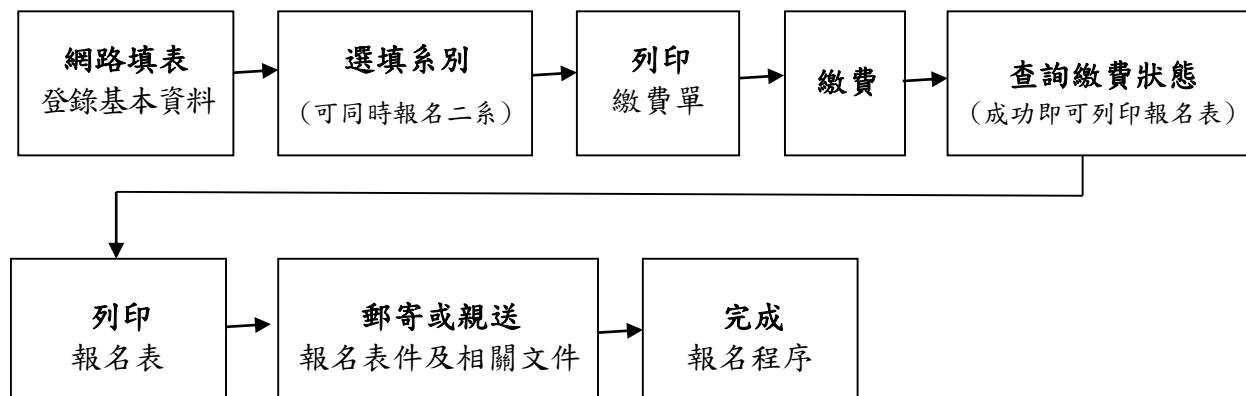 網路填表
登錄基本資料
選填系別
（可同時報名二系）
列印
繳費單
繳費
查詢繳費狀態
（成功即可列印報名表）
列印
報名表
郵寄或親送
報名表件及相關文件
完成
報名程序